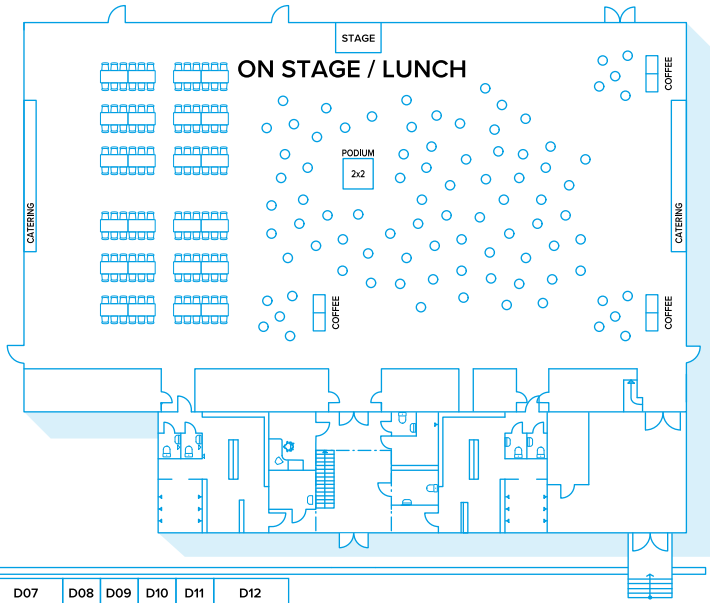 STAGE
ON STAGE / LUNCH
COFFEE
PODIUM
2x2
CATERING
CATERING
COFFEE
COFFEE
D07 D08 D09 D10 D11 D12